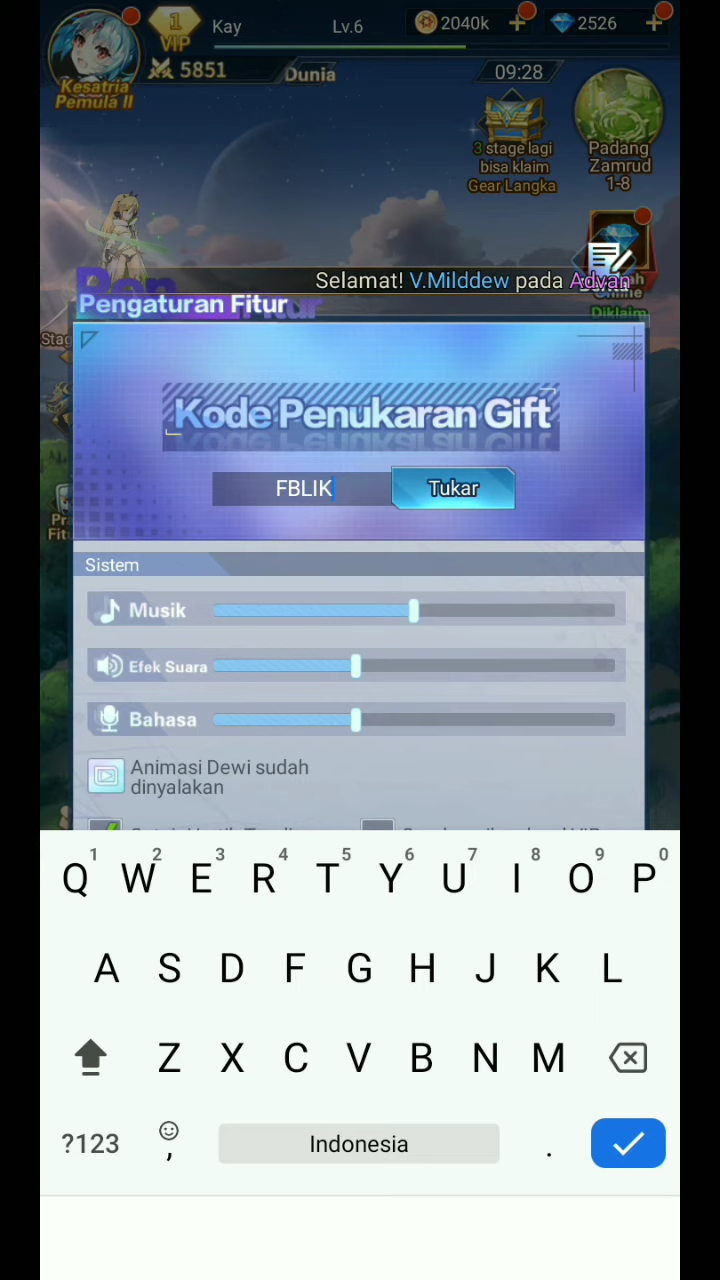 1
VIP
Kay
Lv.6
2040k
2526
5851
Dunia
09:28
Kesatria
Pemula II
3 stage lagi
bisa klaim
Gear Langka
Padang
Zamrud
1-8
Selamat! V.Milddew pada Advan
Pengaturan Fitur
Diklaim
Kode Penukaran Gift
FBLIK
Tukar
Sistem
Musik
Efek Suara
Bahasa
Animasi Dewi sudah
dinyalakan
1 2 3 4 5 6 7 8 9 0
Q W E R T Y U I O P
A S D F G H J K L
Z X C V B N M
?123 , Indonesia .